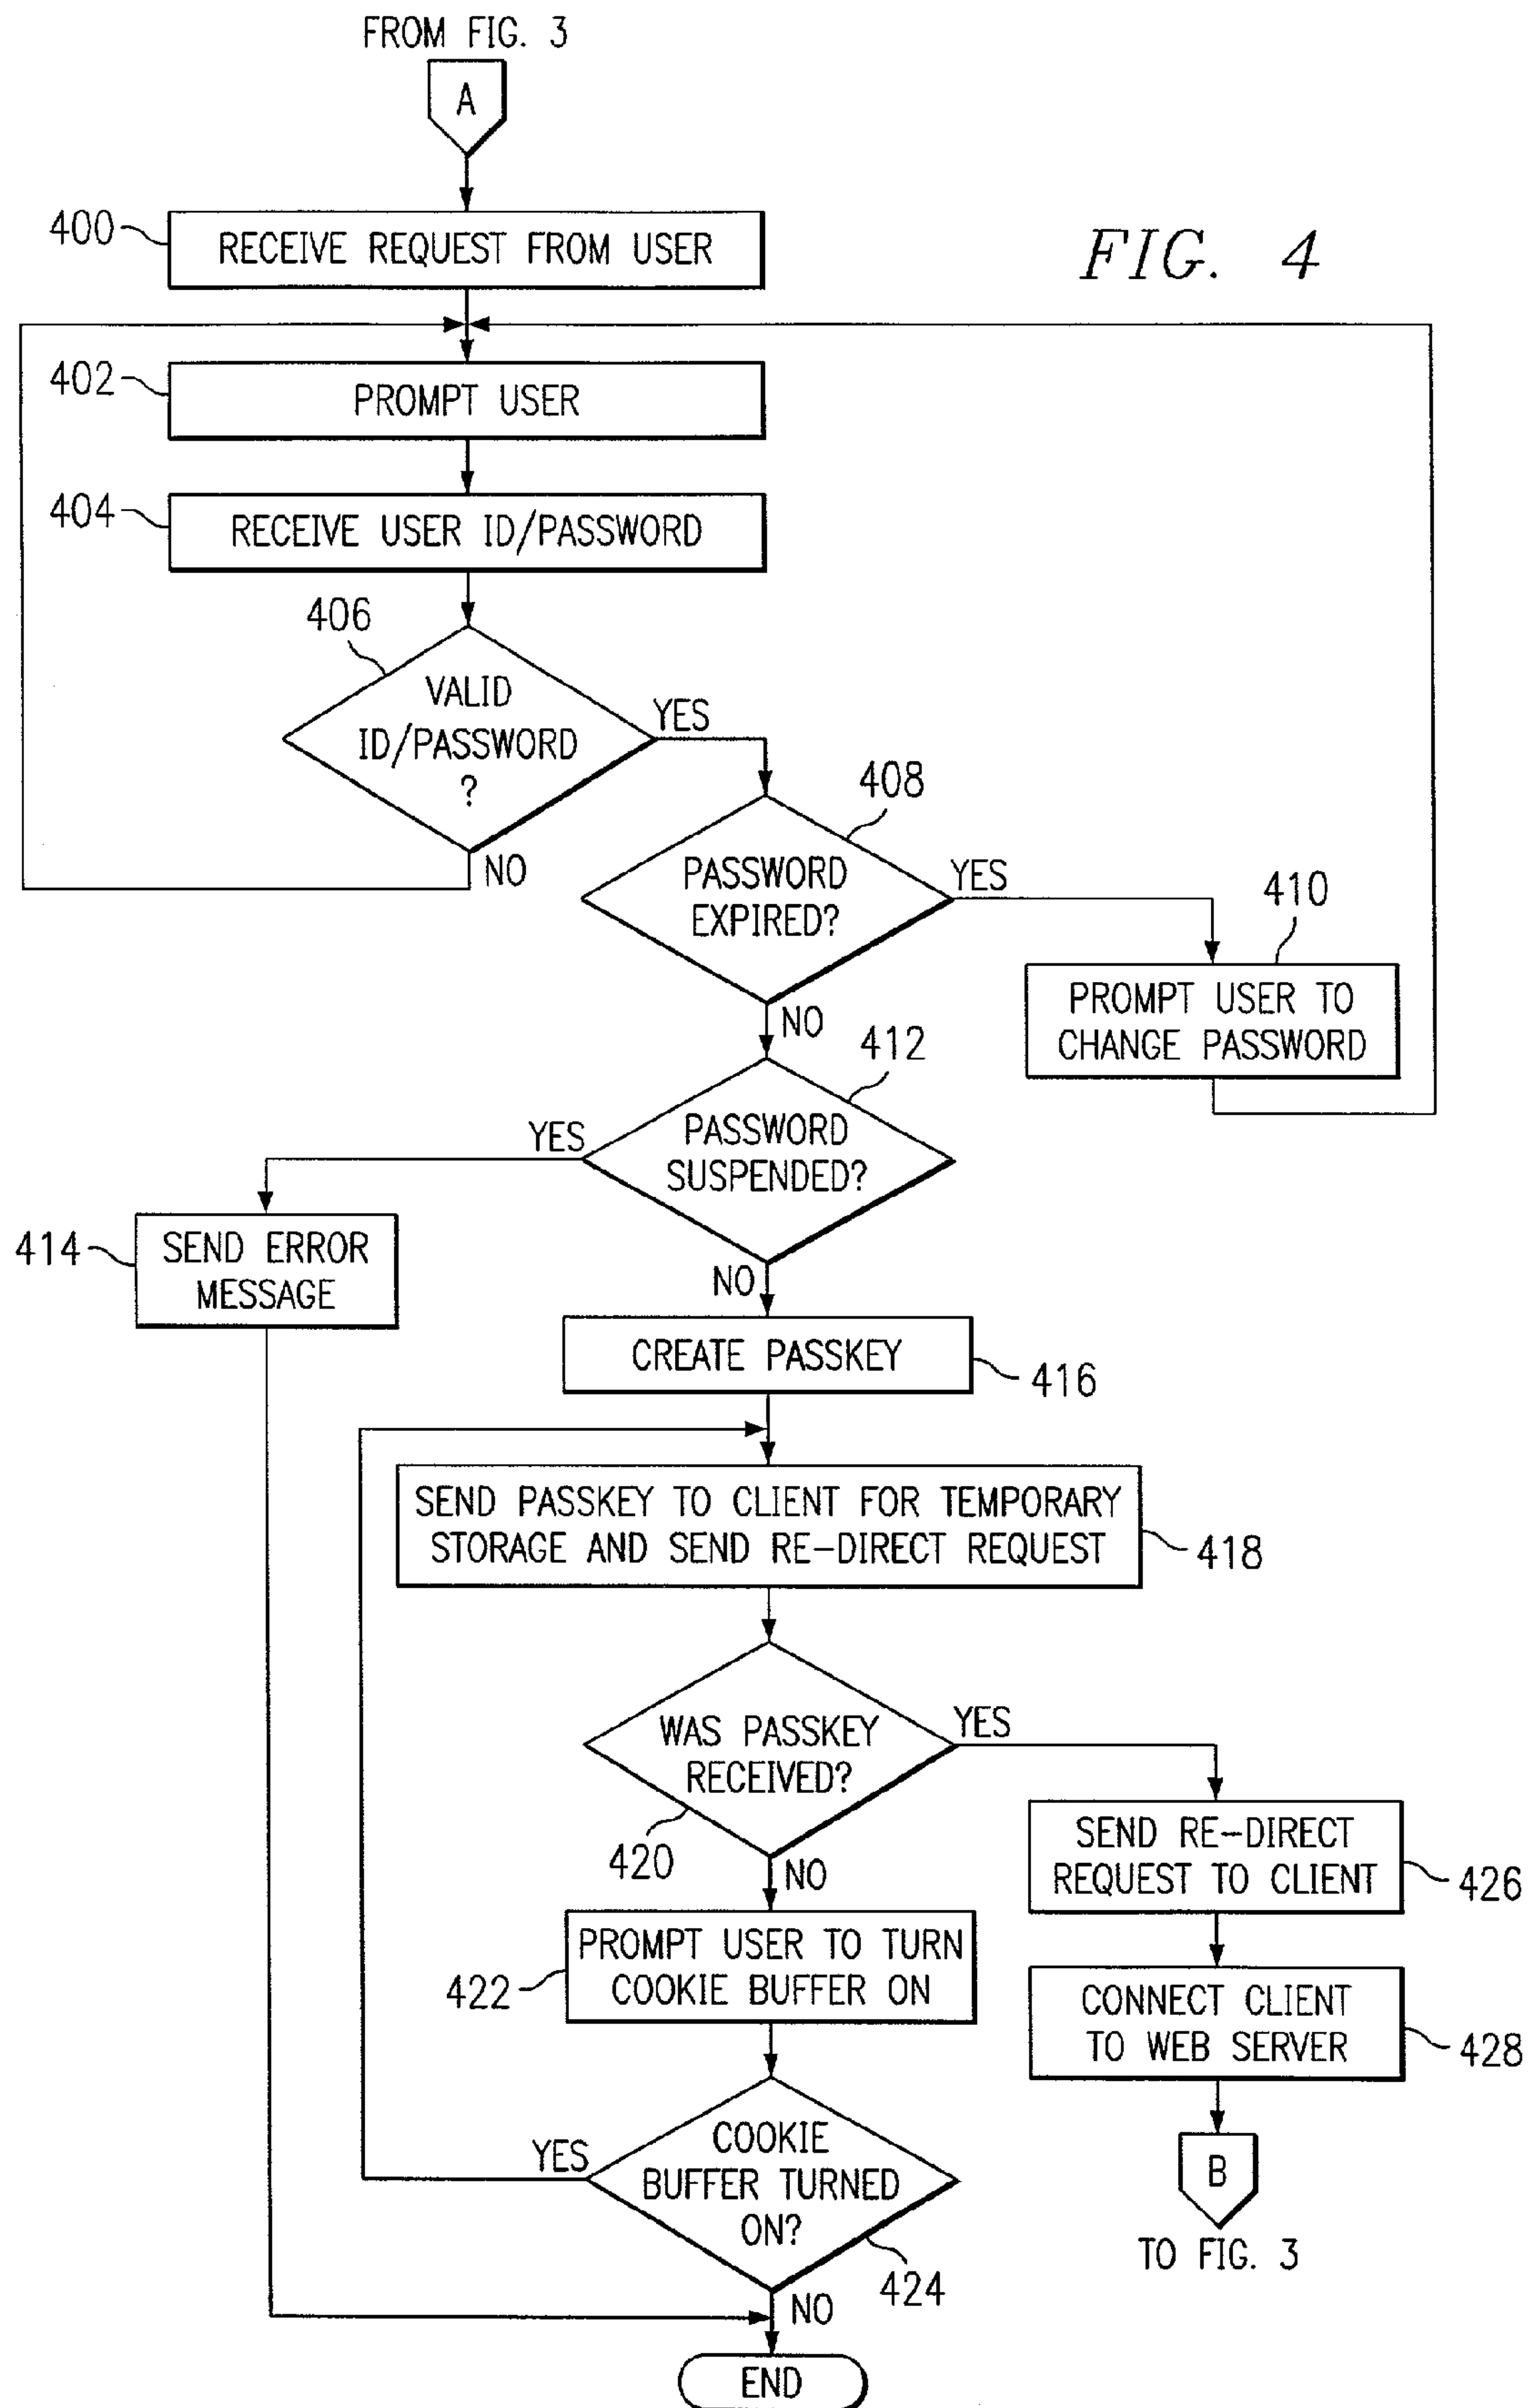 FROM FIG. 3
A
400
RECEIVE REQUEST FROM USER
FIG. 4
402
PROMPT USER
404
RECEIVE USER ID/PASSWORD
406
VALID
ID/PASSWORD
?
YES
NO
408
PASSWORD
EXPIRED?
YES
NO
410
PROMPT USER TO
CHANGE PASSWORD
412
PASSWORD
SUSPENDED?
YES
NO
414
SEND ERROR
MESSAGE
CREATE PASSKEY
416
SEND PASSKEY TO CLIENT FOR TEMPORARY
STORAGE AND SEND RE-DIRECT REQUEST
418
WAS PASSKEY
RECEIVED?
YES
420
NO
SEND RE-DIRECT
REQUEST TO CLIENT
426
PROMPT USER TO TURN
COOKIE BUFFER ON
422
CONNECT CLIENT
TO WEB SERVER
428
COOKIE
BUFFER TURNED
ON?
YES
424
NO
B
TO FIG. 3
END